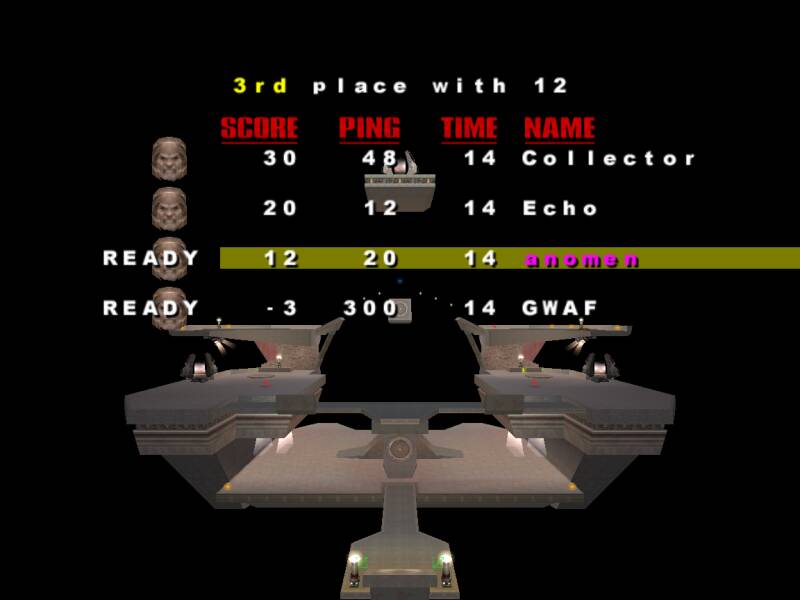 3rd place with 12
SCORE PING TIME NAME
30 48 14 Collector
20 12 14 Echo
READY 12 20 14 anomen
READY -3 300 14 GWAF